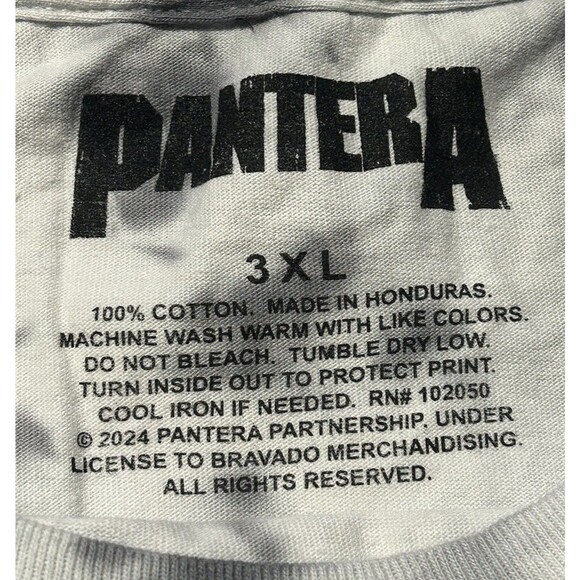 PANTERA
3XL
100% COTTON. MADE IN HONDURAS.
MACHINE WASH WARM WITH LIKE COLORS.
DO NOT BLEACH. TUMBLE DRY LOW.
TURN INSIDE OUT TO PROTECT PRINT.
COOL IRON IF NEEDED. RN# 102050
© 2024 PANTERA PARTNERSHIP. UNDER
LICENSE TO BRAVADO MERCHANDISING.
ALL RIGHTS RESERVED.